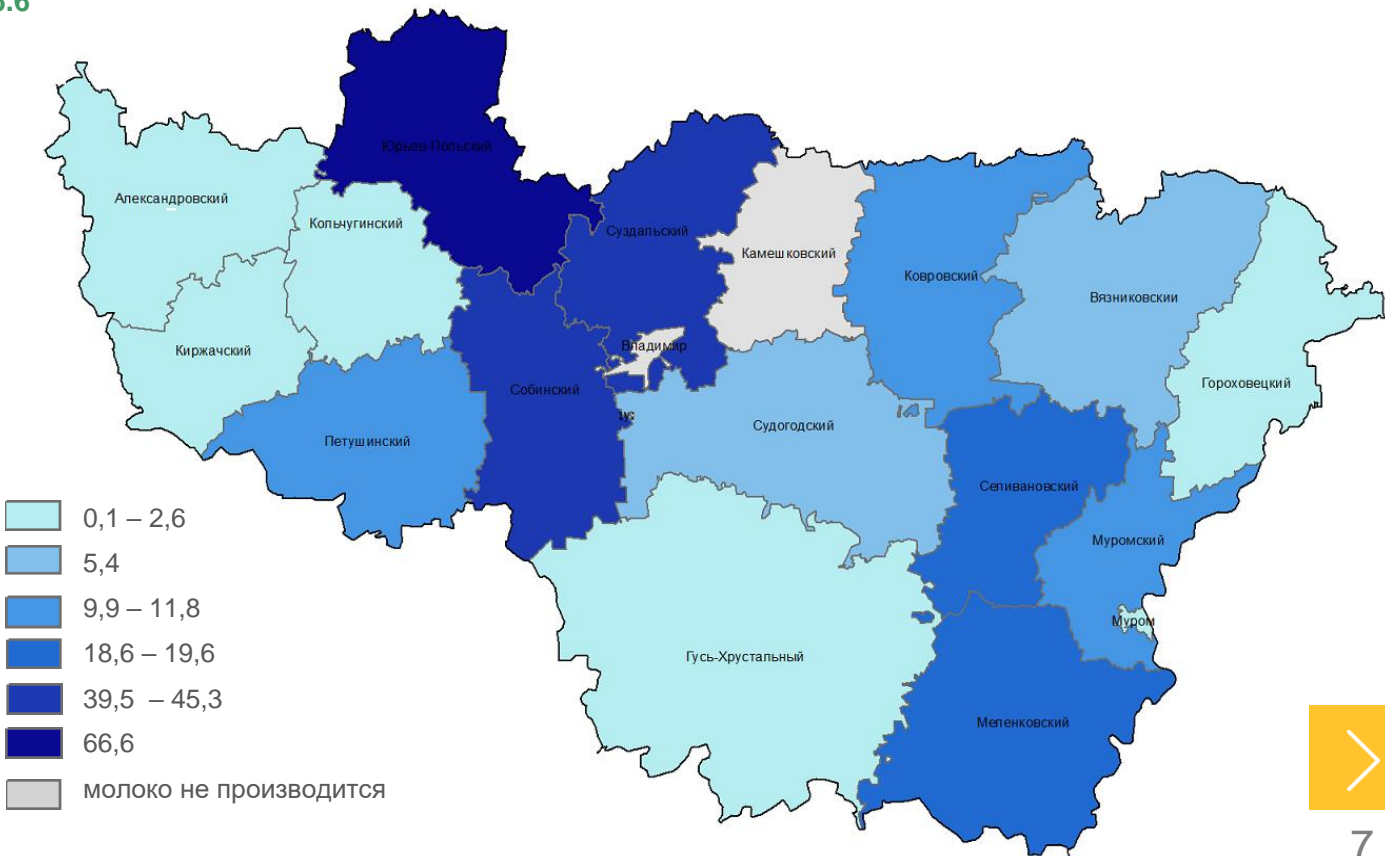 Юрьев-Польский
Александровский
Кольчугинский
Суздальский
Камешковский
Ковровский
Вязниковскии
Киржачский
Владимир
Гороховецкий
Собинский
Петушинский
Судогодский
Селивановский
Муромский
Муром
Гусь-Хрустальный
Меленковский
0,1 – 2,6
5,4
9,9 – 11,8
18,6 – 19,6
39,5 – 45,3
66,6
молоко не производится
7